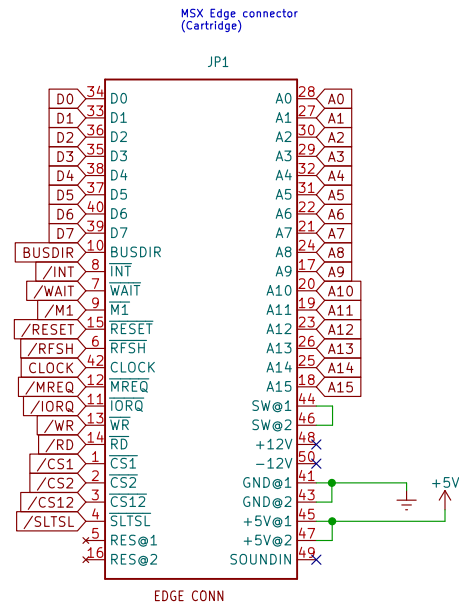 MSX Edge connector
(Cartridge)
JP1
D0 34 D0 A0 28 A0
D1 33 D1 A1 27 A1
D2 36 D2 A2 30 A2
D3 35 D3 A3 29 A3
D4 38 D4 A4 32 A4
D5 37 D5 A5 31 A5
D6 40 D6 A6 22 A6
D7 39 D7 A7 21 A7
BUSDIR 10 BUSDIR A8 24 A8
/INT 8 INT A9 17 A9
/WAIT 7 WAIT A10 20 A10
/M1 9 M1 A11 19 A11
/RESET 15 RESET A12 23 A12
/RFSH 6 RFSH A13 26 A13
CLOCK 42 CLOCK A14 25 A14
/MREQ 12 MREQ A15 18 A15
/IORQ 11 IORQ SW@1 44
/WR 13 WR SW@2 46
/RD 14 RD +12V 48
/CS1 1 CS1 -12V 50
/CS2 2 CS2 GND@1 41 +5V
/CS12 3 CS12 GND@2 43
/SLTSL 4 SLTSL +5V@1 45
5 RES@1 +5V@2 47
16 RES@2 SOUNDIN 49
EDGE CONN